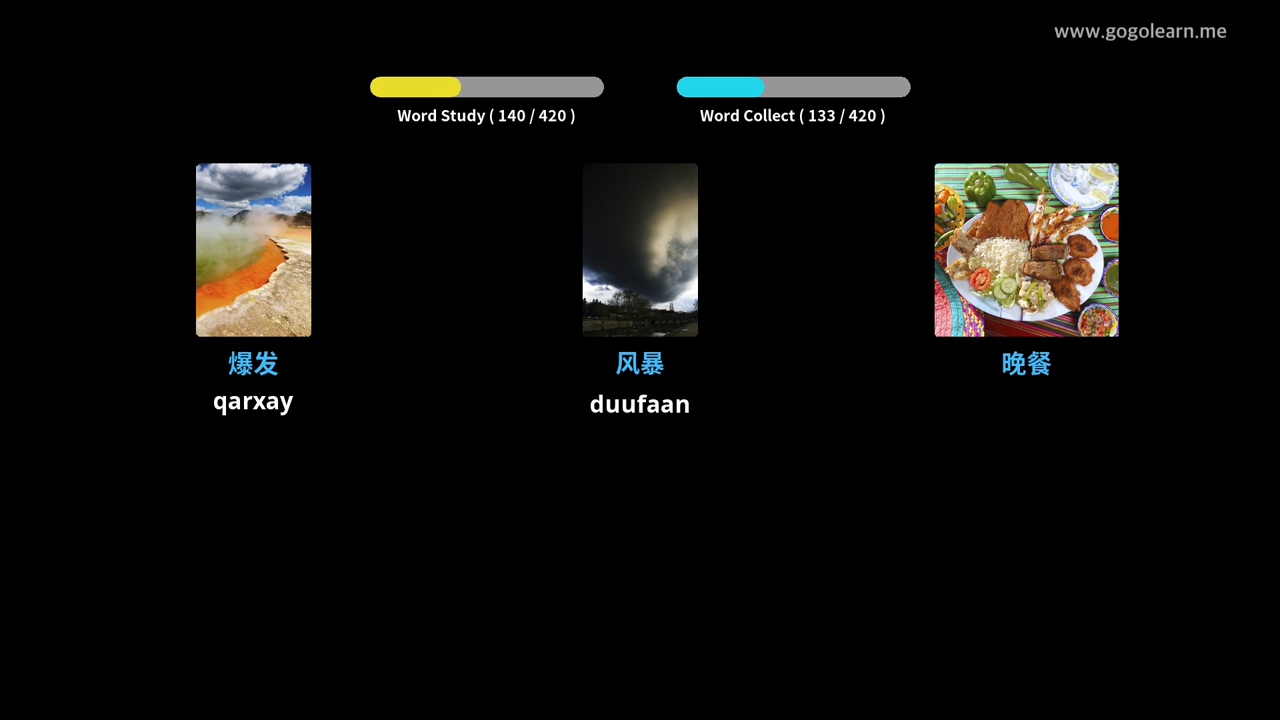 www.gogolearn.me
Word Study ( 140 / 420 )
Word Collect ( 133 / 420 )
爆发
风暴
晚餐
qarxay
duufaan